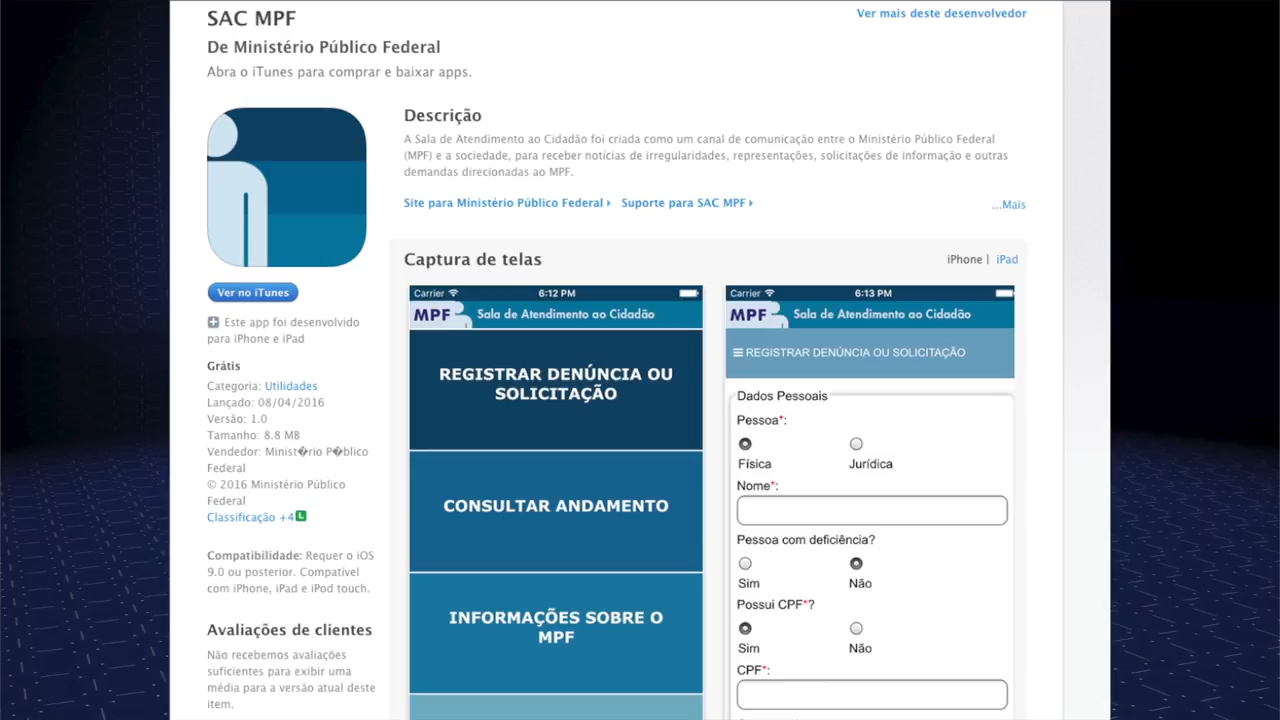 SAC MPF
Ver mais deste desenvolvedor
De Ministério Público Federal
Abra o iTunes para comprar e baixar apps.
Descrição
A Sala de Atendimento ao Cidadão foi criada como um canal de comunicação entre o Ministério Público Federal
(MPF) e a sociedade, para receber notícias de irregularidades, representações, solicitações de informação e outras
demandas direcionadas ao MPF.
Site para Ministério Público Federal
Suporte para SAC MPF
...Mais
Ver no iTunes
Este app foi desenvolvido
para iPhone e iPad
Grátis
Categoria: Utilidades
Lançado: 08/04/2016
Versão: 1.0
Tamanho: 8.8 MB
Vendedor: Minist�rio P�blico
Federal
© 2016 Ministério Público
Federal
Classificação +4 L
Compatibilidade: Requer o iOS
9.0 ou posterior. Compatível
com iPhone, iPad e iPod touch.
Avaliações de clientes
Não recebemos avaliações
suficientes para exibir uma
média para a versão atual deste
item.
Captura de telas
iPhone | iPad
Carrier 6:12 PM
MPF Sala de Atendimento ao Cidadão
REGISTRAR DENÚNCIA OU
SOLICITAÇÃO
CONSULTAR ANDAMENTO
INFORMAÇÕES SOBRE O
MPF
Carrier 6:13 PM
MPF Sala de Atendimento ao Cidadão
REGISTRAR DENÚNCIA OU SOLICITAÇÃO
Dados Pessoais
Pessoa*:
Física Jurídica
Nome*:
Pessoa com deficiência?
Sim Não
Possui CPF*?
Sim Não
CPF*: